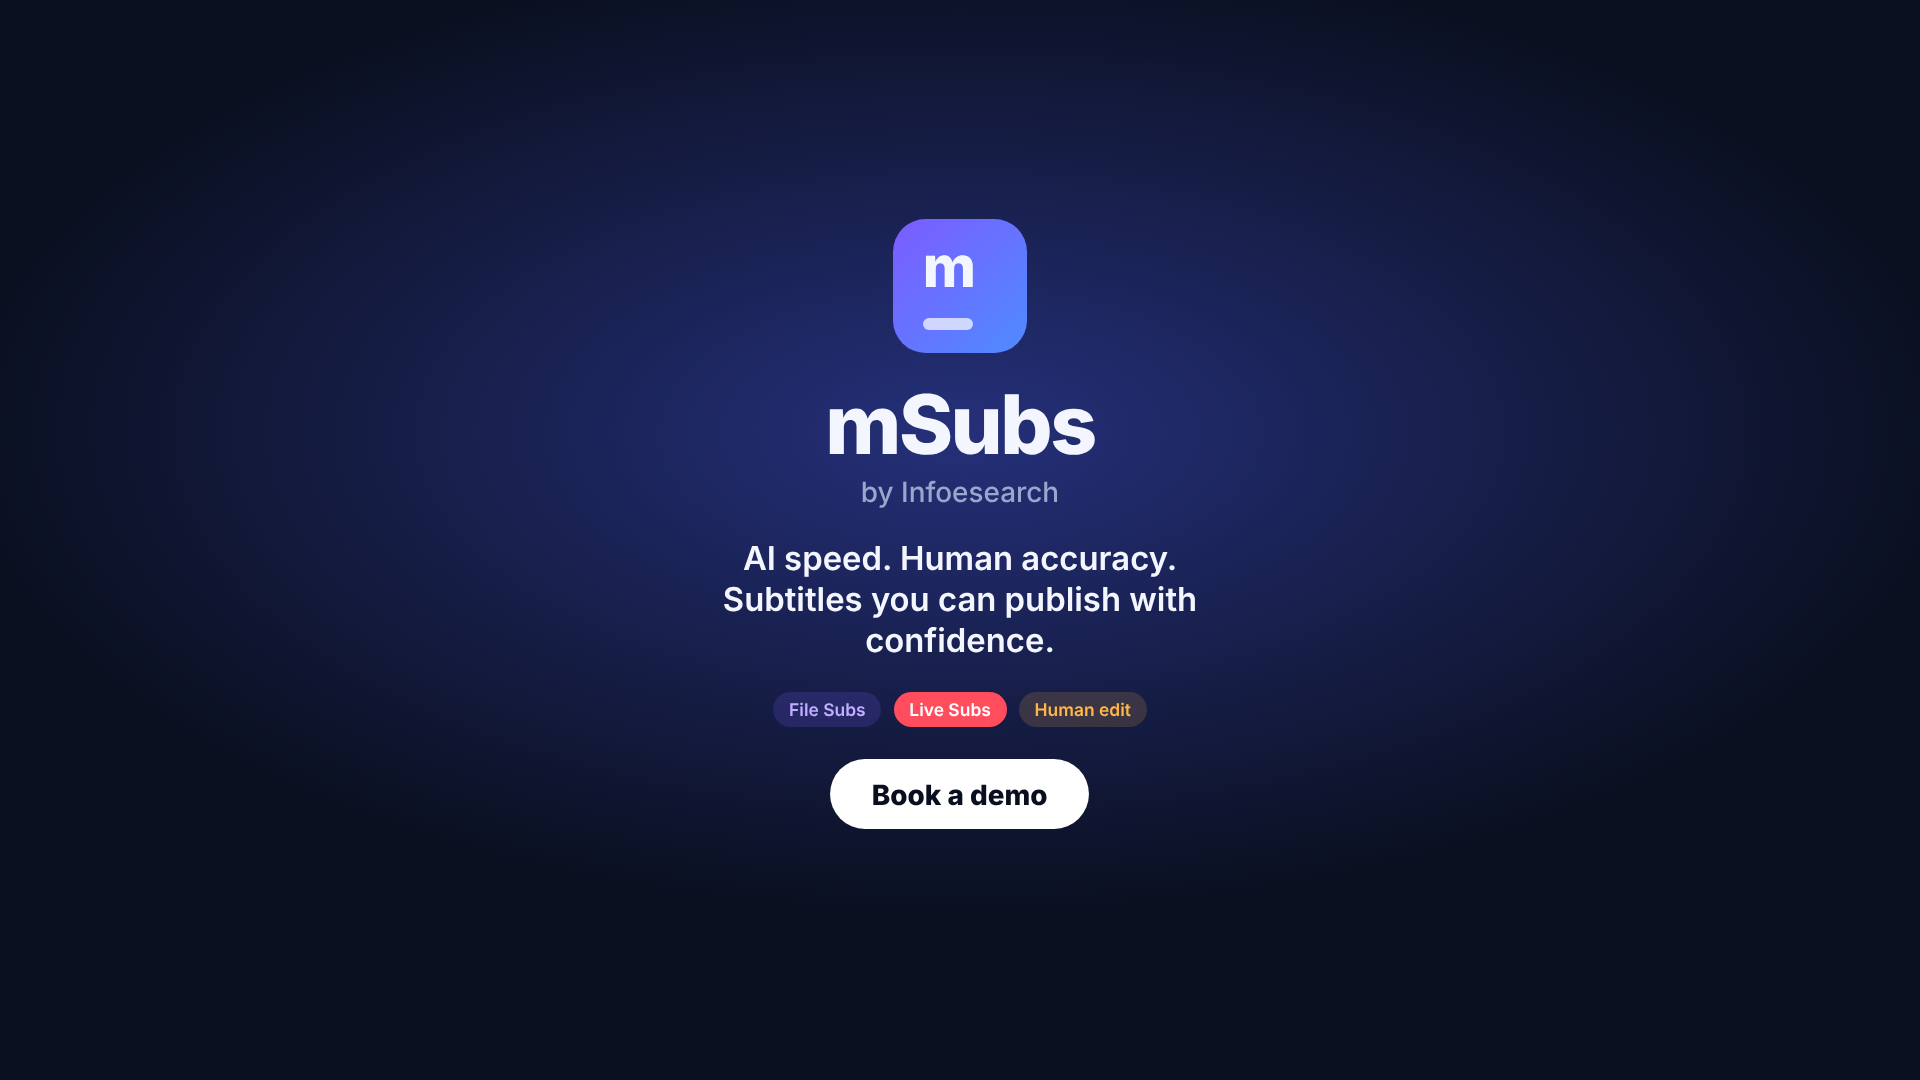 m
mSubs
by Infoesearch
AI speed. Human accuracy.
Subtitles you can publish with
confidence.
File Subs Live Subs Human edit
Book a demo